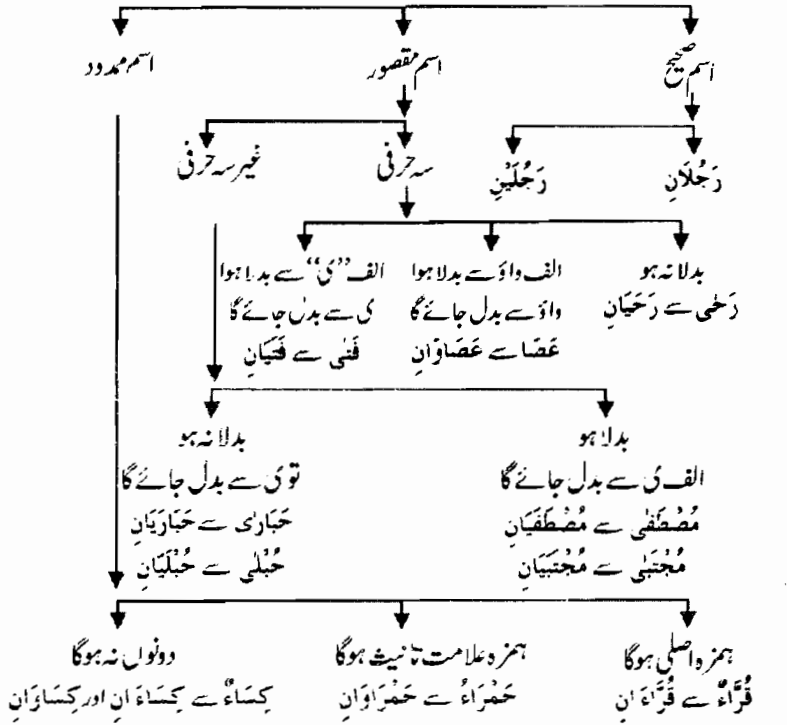 اسم صحیح
اسم مقصور
اسم ممدود
رَجُلَانِ
رَجُلَیْنِ
سہ حرفی
غیر سہ حرفی
بدلا نہ ہو
رَحٰی سے رَحَیَانِ
الف واؤ سے بدلا ہوا
واؤ سے بدل جائے گا
عَصَا سے عَصَاوَانِ
الف ”ی“ سے بدلا ہوا
ی سے بدل جائے گا
فَتٰی سے فَتَیَانِ
بدلا ہو
الف ی سے بدل جائے گا
مُصْطَفٰی سے مُصْطَفَیَانِ
مُجْتَبٰی سے مُجْتَبَیَانِ
بدلا نہ ہو
تو ی سے بدل جائے گا
حَبَارٰی سے حَبَارَیَانِ
حُبْلٰی سے حُبْلَیَانِ
ہمزہ اصلی ہوگا
قُرَّاءٌ سے قُرَّاءَ انِ
ہمزہ علامت تانیث ہوگا
حَمْرَاءُ سے حَمْرَاوَانِ
دونوں نہ ہوگا
کِسَاءٌ سے کِسَاءَ انِ اور کِسَاوَانِ